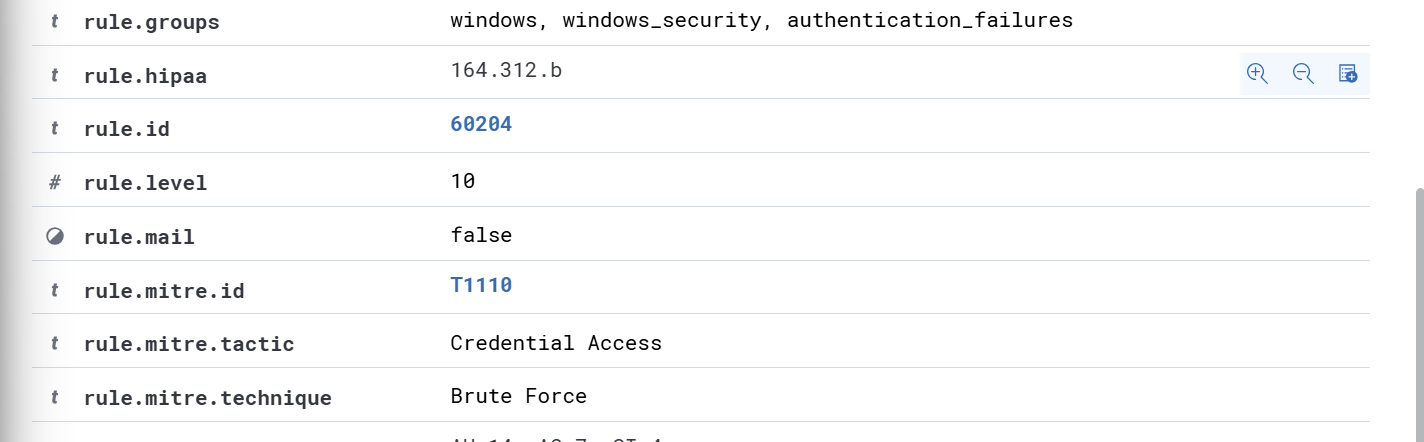 t rule.groups windows, windows_security, authentication_failures
t rule.hipaa 164.312.b
t rule.id 60204
# rule.level 10
rule.mail false
t rule.mitre.id T1110
t rule.mitre.tactic Credential Access
t rule.mitre.technique Brute Force